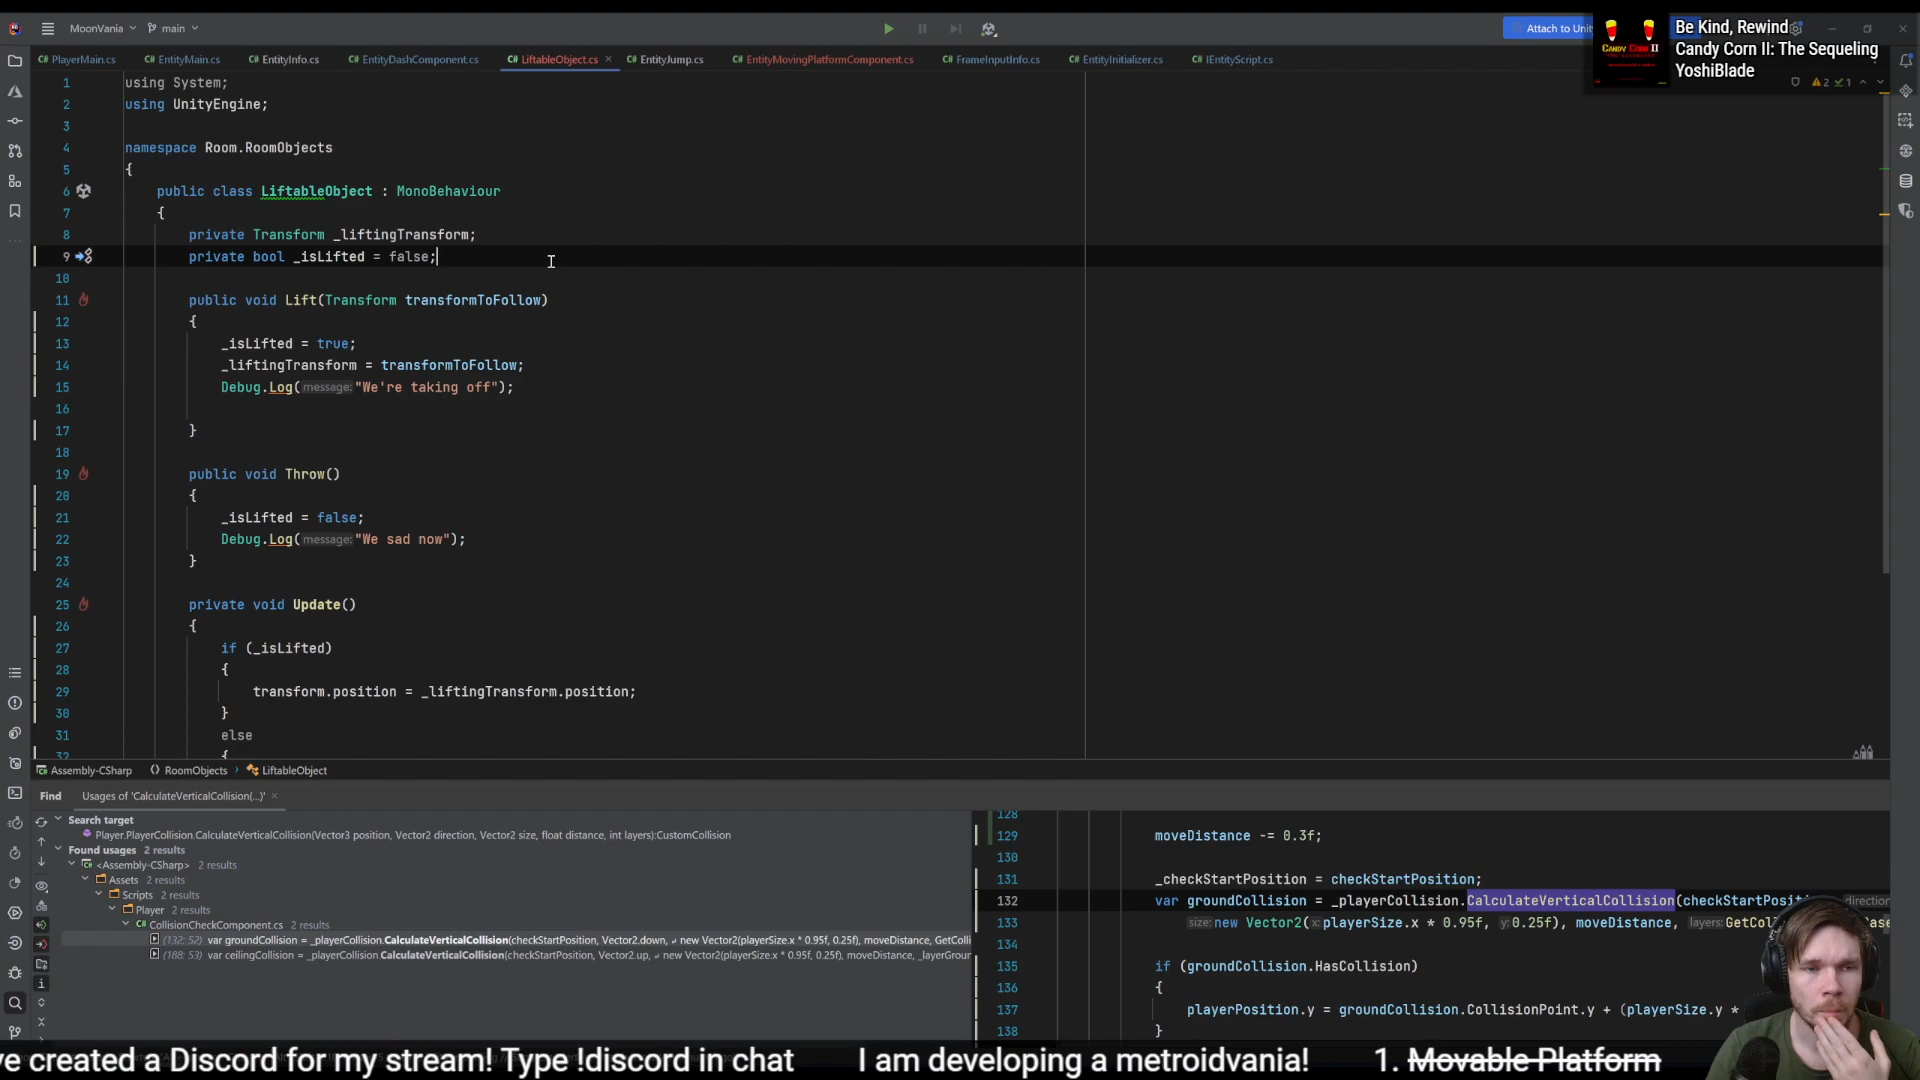 MoonVania
main
Attach to Unity
Candy Corn II
Be Kind, Rewind
Candy Corn II: The Sequeling
YoshiBlade
PlayerMain.cs
EntityMain.cs
EntityInfo.cs
EntityDashComponent.cs
LiftableObject.cs
EntityJump.cs
EntityMovingPlatformComponent.cs
FrameInputInfo.cs
EntityInitializer.cs
IEntityScript.cs
2 1
1 using System;
2 using UnityEngine;
3
4 namespace Room.RoomObjects
5 {
6 public class LiftableObject : MonoBehaviour
7 {
8 private Transform _liftingTransform;
9 private bool _isLifted = false;
10
11 public void Lift(Transform transformToFollow)
12 {
13 _isLifted = true;
14 _liftingTransform = transformToFollow;
15 Debug.Log(message: "We're taking off");
16
17 }
18
19 public void Throw()
20 {
21 _isLifted = false;
22 Debug.Log(message: "We sad now");
23 }
24
25 private void Update()
26 {
27 if (_isLifted)
28 {
29 transform.position = _liftingTransform.position;
30 }
31 else
32 {
Assembly-CSharp RoomObjects LiftableObject
Find Usages of 'CalculateVerticalCollision(...)'
Search target
Player.PlayerCollision.CalculateVerticalCollision(Vector3 position, Vector2 direction, Vector2 size, float distance, int layers):CustomCollision
Found usages 2 results
<Assembly-CSharp> 2 results
Assets 2 results
Scripts 2 results
Player 2 results
CollisionCheckComponent.cs 2 results
(132: 52) var groundCollision = _playerCollision.CalculateVerticalCollision(checkStartPosition, Vector2.down, new Vector2(playerSize.x * 0.95f, 0.25f), moveDistance, GetColli
(188: 53) var ceilingCollision = _playerCollision.CalculateVerticalCollision(checkStartPosition, Vector2.up, new Vector2(playerSize.x * 0.95f, 0.25f), moveDistance, _layerGroun
128
129 moveDistance -= 0.3f;
130
131 _checkStartPosition = checkStartPosition;
132 var groundCollision = _playerCollision.CalculateVerticalCollision(checkStartPositi direction:
133 size: new Vector2(x: playerSize.x * 0.95f, y: 0.25f), moveDistance, layers: GetCol
134
135 if (groundCollision.HasCollision)
136 {
137 playerPosition.y = groundCollision.CollisionPoint.y + (playerSize.y *
138 }
ve created a Discord for my stream! Type !discord in chat I am developing a metroidvania! 1. Movable Platform